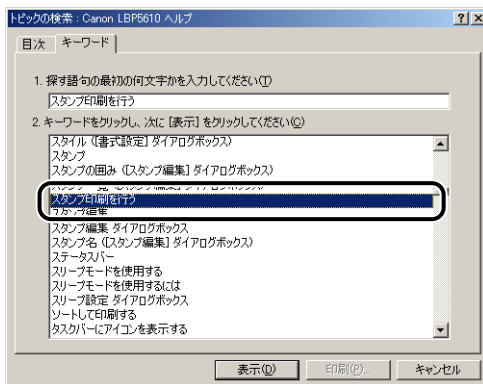 トピックの検索 : Canon LBP5610 ヘルプ
目次 キーワード
1. 探す語句の最初の何文字かを入力してください(T)
スタンプ印刷を行う
2. キーワードをクリックし、次に [表示] をクリックしてください(C)
スタイル ([書式設定] ダイアログボックス)
スタンプ
スタンプの囲み ([スタンプ編集] ダイアログボックス)
スタンプ印刷を行う
スタンプ編集
スタンプ編集 ダイアログボックス
スタンプ名 ([スタンプ編集] ダイアログボックス)
ステータスバー
スリープモードを使用する
スリープモードを使用するには
スリープ設定 ダイアログボックス
ソートして印刷する
タスクバーにアイコンを表示する
表示(D) 印刷(P)... キャンセル